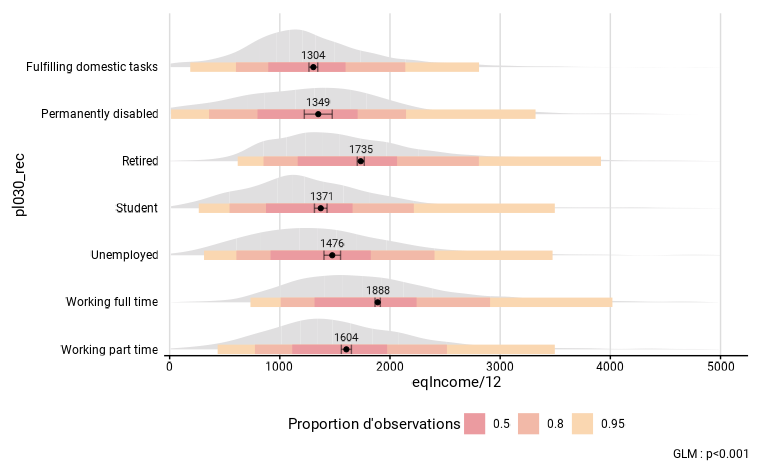 Fulfilling domestic tasks
1304
Permanently disabled
1349
Retired
1735
Student
1371
Unemployed
1476
Working full time
1888
Working part time
1604
pl030_rec
0 1000 2000 3000 4000 5000
eqIncome/12
Proportion d'observations 0.5 0.8 0.95
GLM : p<0.001